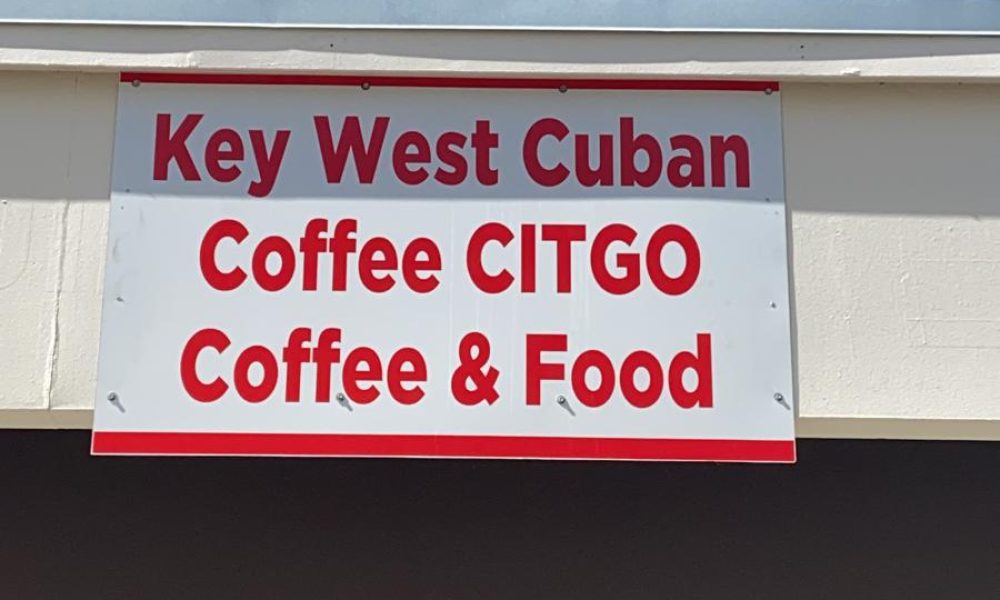 Key West Cuban
Coffee CITGO
Coffee & Food